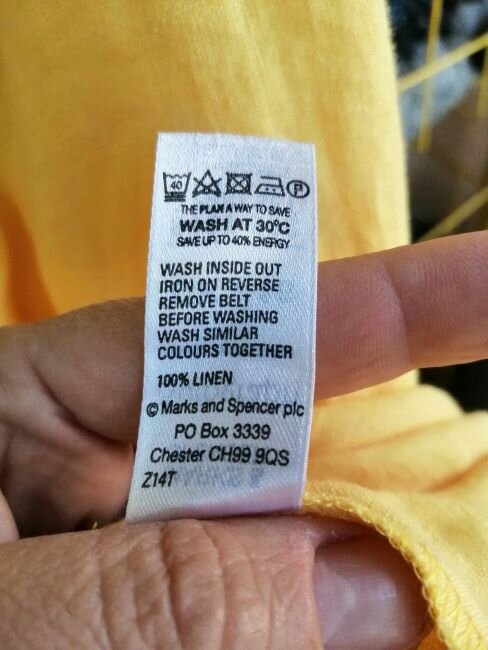 40 P
THE PLAN A WAY TO SAVE
WASH AT 30°C
SAVE UP TO 40% ENERGY
WASH INSIDE OUT
IRON ON REVERSE
REMOVE BELT
BEFORE WASHING
WASH SIMILAR
COLOURS TOGETHER
100% LINEN
© Marks and Spencer plc
PO Box 3339
Chester CH99 9QS
Z14T